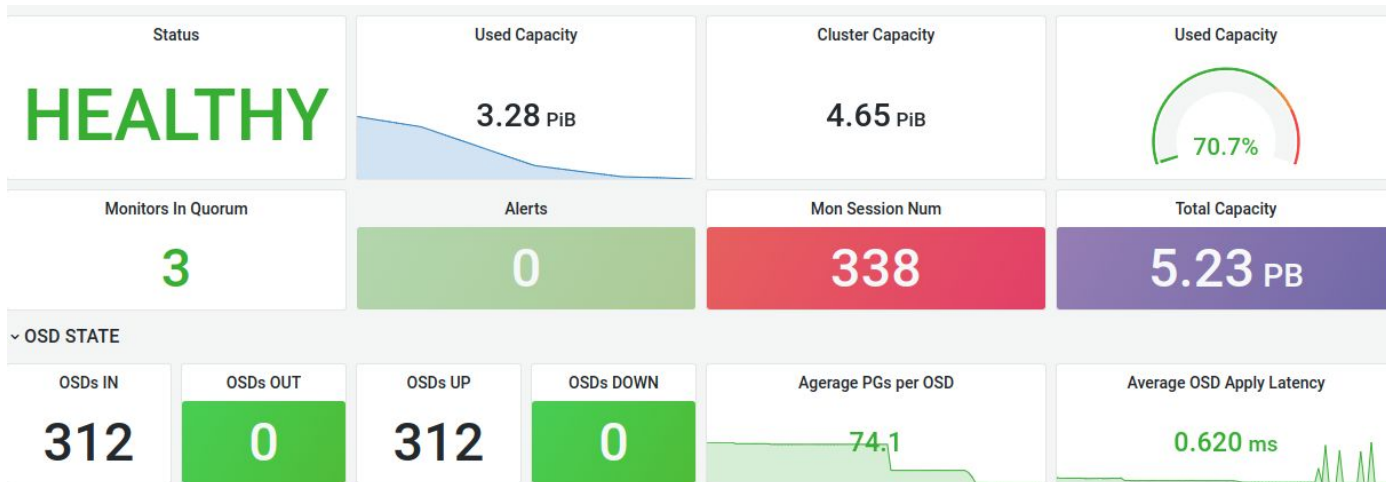 Status
Used Capacity
Cluster Capacity
Used Capacity
HEALTHY
3.28 PiB
4.65 PiB
70.7%
Monitors In Quorum
Alerts
Mon Session Num
Total Capacity
3
0
338
5.23 PB
OSD STATE
OSDs IN
OSDs OUT
OSDs UP
OSDs DOWN
Agerage PGs per OSD
Average OSD Apply Latency
312
0
312
0
74.1
0.620 ms